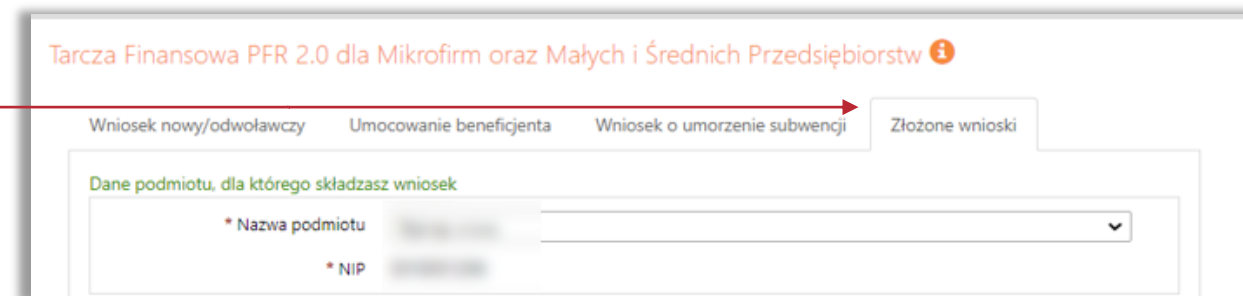 Tarcza Finansowa PFR 2.0 dla Mikrofirm oraz Małych i Średnich Przedsiębiorstw
Wniosek nowy/odwoławczy Umocowanie beneficjenta Wniosek o umorzenie subwencji Złożone wnioski
Dane podmiotu, dla którego składasz wniosek
* Nazwa podmiotu
* NIP